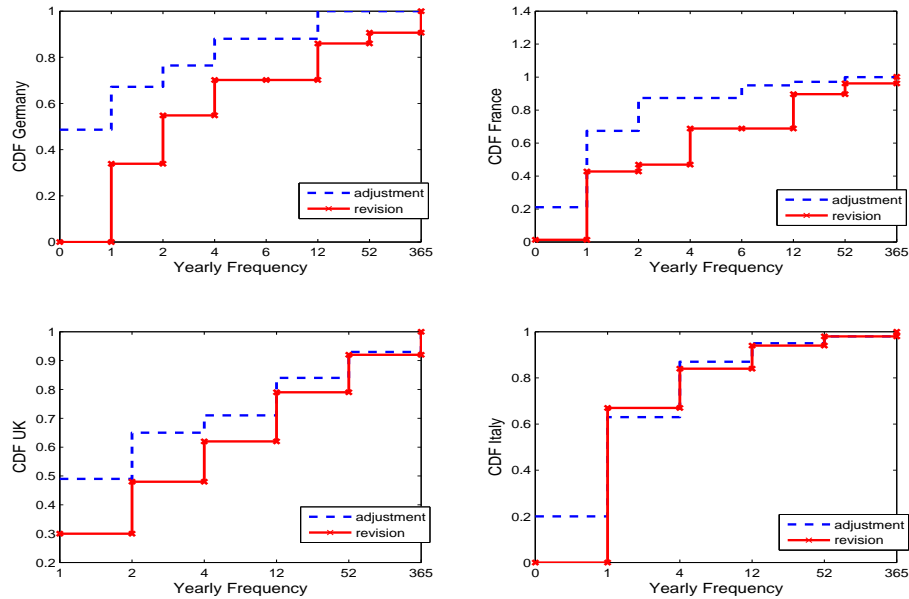 1
0.8
0.6
0.4
0.2
0
CDF Germany
adjustment
revision
0 1 2 4 6 12 52 365
Yearly Frequency
1.4
1.2
1
0.8
0.6
0.4
0.2
0
CDF France
adjustment
revision
0 1 2 4 6 12 52 365
Yearly Frequency
1
0.9
0.8
0.7
0.6
0.5
0.4
0.3
0.2
CDF UK
adjustment
revision
1 2 4 12 52 365
Yearly Frequency
1
0.8
0.6
0.4
0.2
0
CDF Italy
adjustment
revision
0 1 4 12 52 365
Yearly Frequency